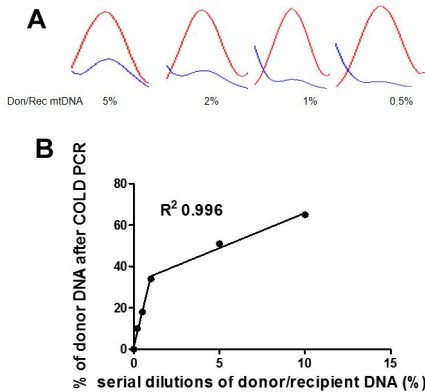 A
Don/Rec mtDNA 5% 2% 1% 0.5%
B
% of donor DNA after COLD PCR
80
60
40
20
0
R² 0.996
0 5 10 15
serial dilutions of donor/recipient DNA (%)